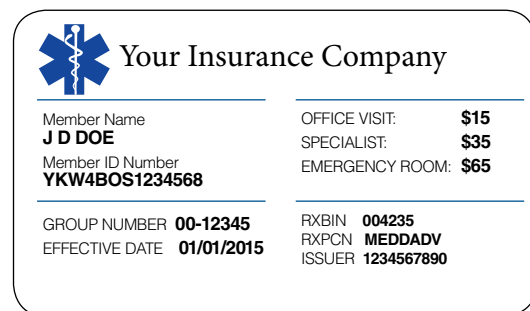 Your Insurance Company
Member Name
J D DOE
Member ID Number
YKW4BOS1234568
OFFICE VISIT: $15
SPECIALIST: $35
EMERGENCY ROOM: $65
GROUP NUMBER 00-12345
EFFECTIVE DATE 01/01/2015
RXBIN 004235
RXPCN MEDDADV
ISSUER 1234567890